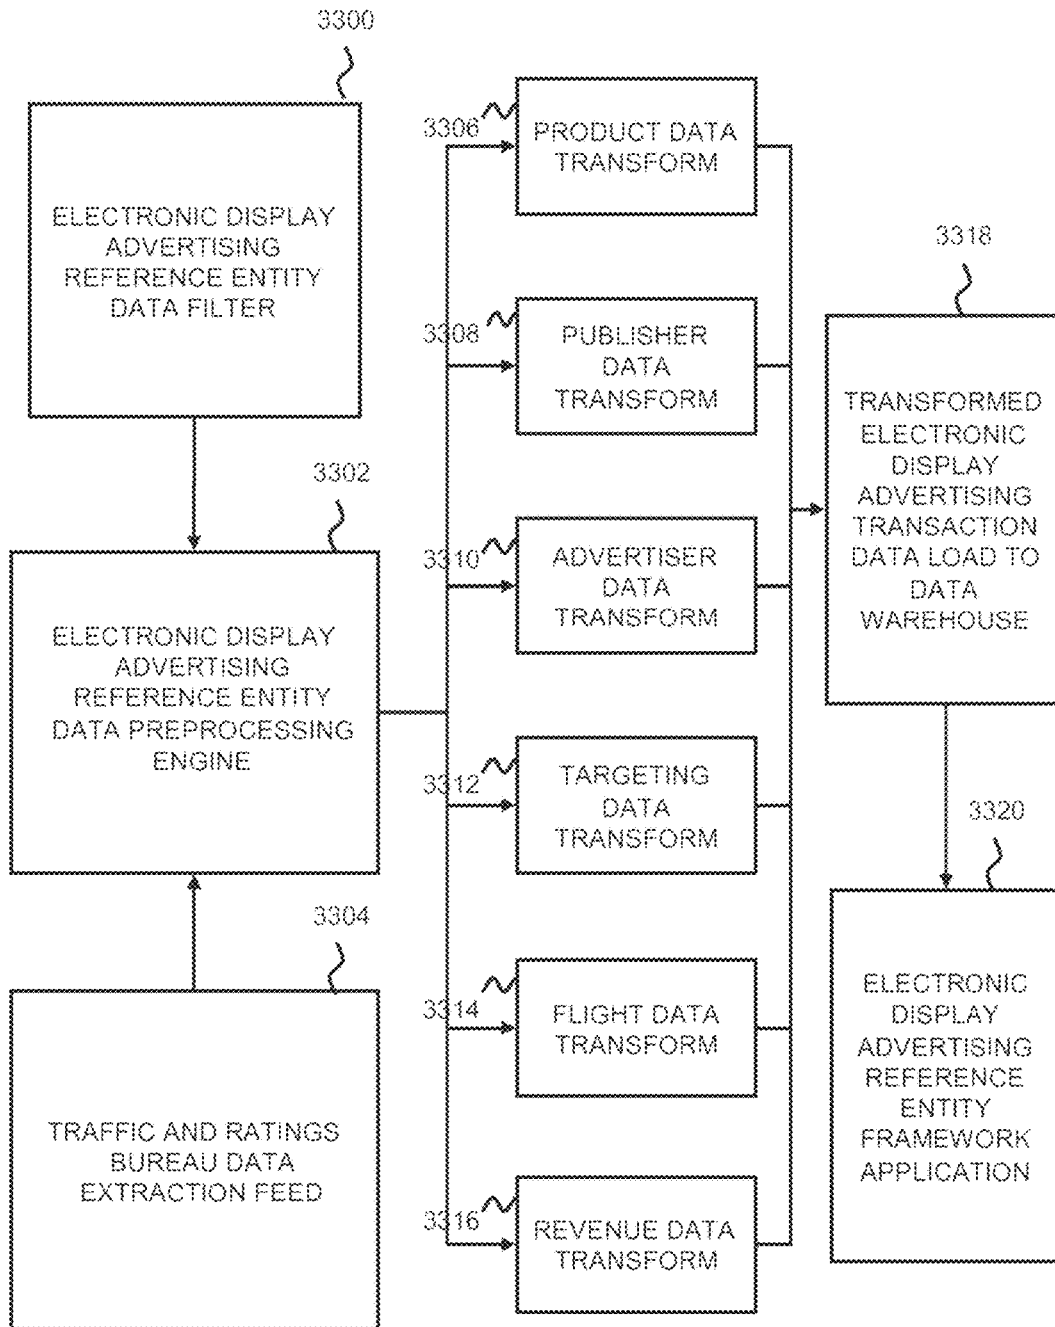 3300
ELECTRONIC DISPLAY
ADVERTISING
REFERENCE ENTITY
DATA FILTER
3302
ELECTRONIC DISPLAY
ADVERTISING
REFERENCE ENTITY
DATA PREPROCESSING
ENGINE
3304
TRAFFIC AND RATINGS
BUREAU DATA
EXTRACTION FEED
3306
PRODUCT DATA
TRANSFORM
3308
PUBLISHER
DATA
TRANSFORM
3310
ADVERTISER
DATA
TRANSFORM
3312
TARGETING
DATA
TRANSFORM
3314
FLIGHT DATA
TRANSFORM
3316
REVENUE DATA
TRANSFORM
3318
TRANSFORMED
ELECTRONIC
DISPLAY
ADVERTISING
TRANSACTION
DATA LOAD TO
DATA
WAREHOUSE
3320
ELECTRONIC
DISPLAY
ADVERTISING
REFERENCE
ENTITY
FRAMEWORK
APPLICATION